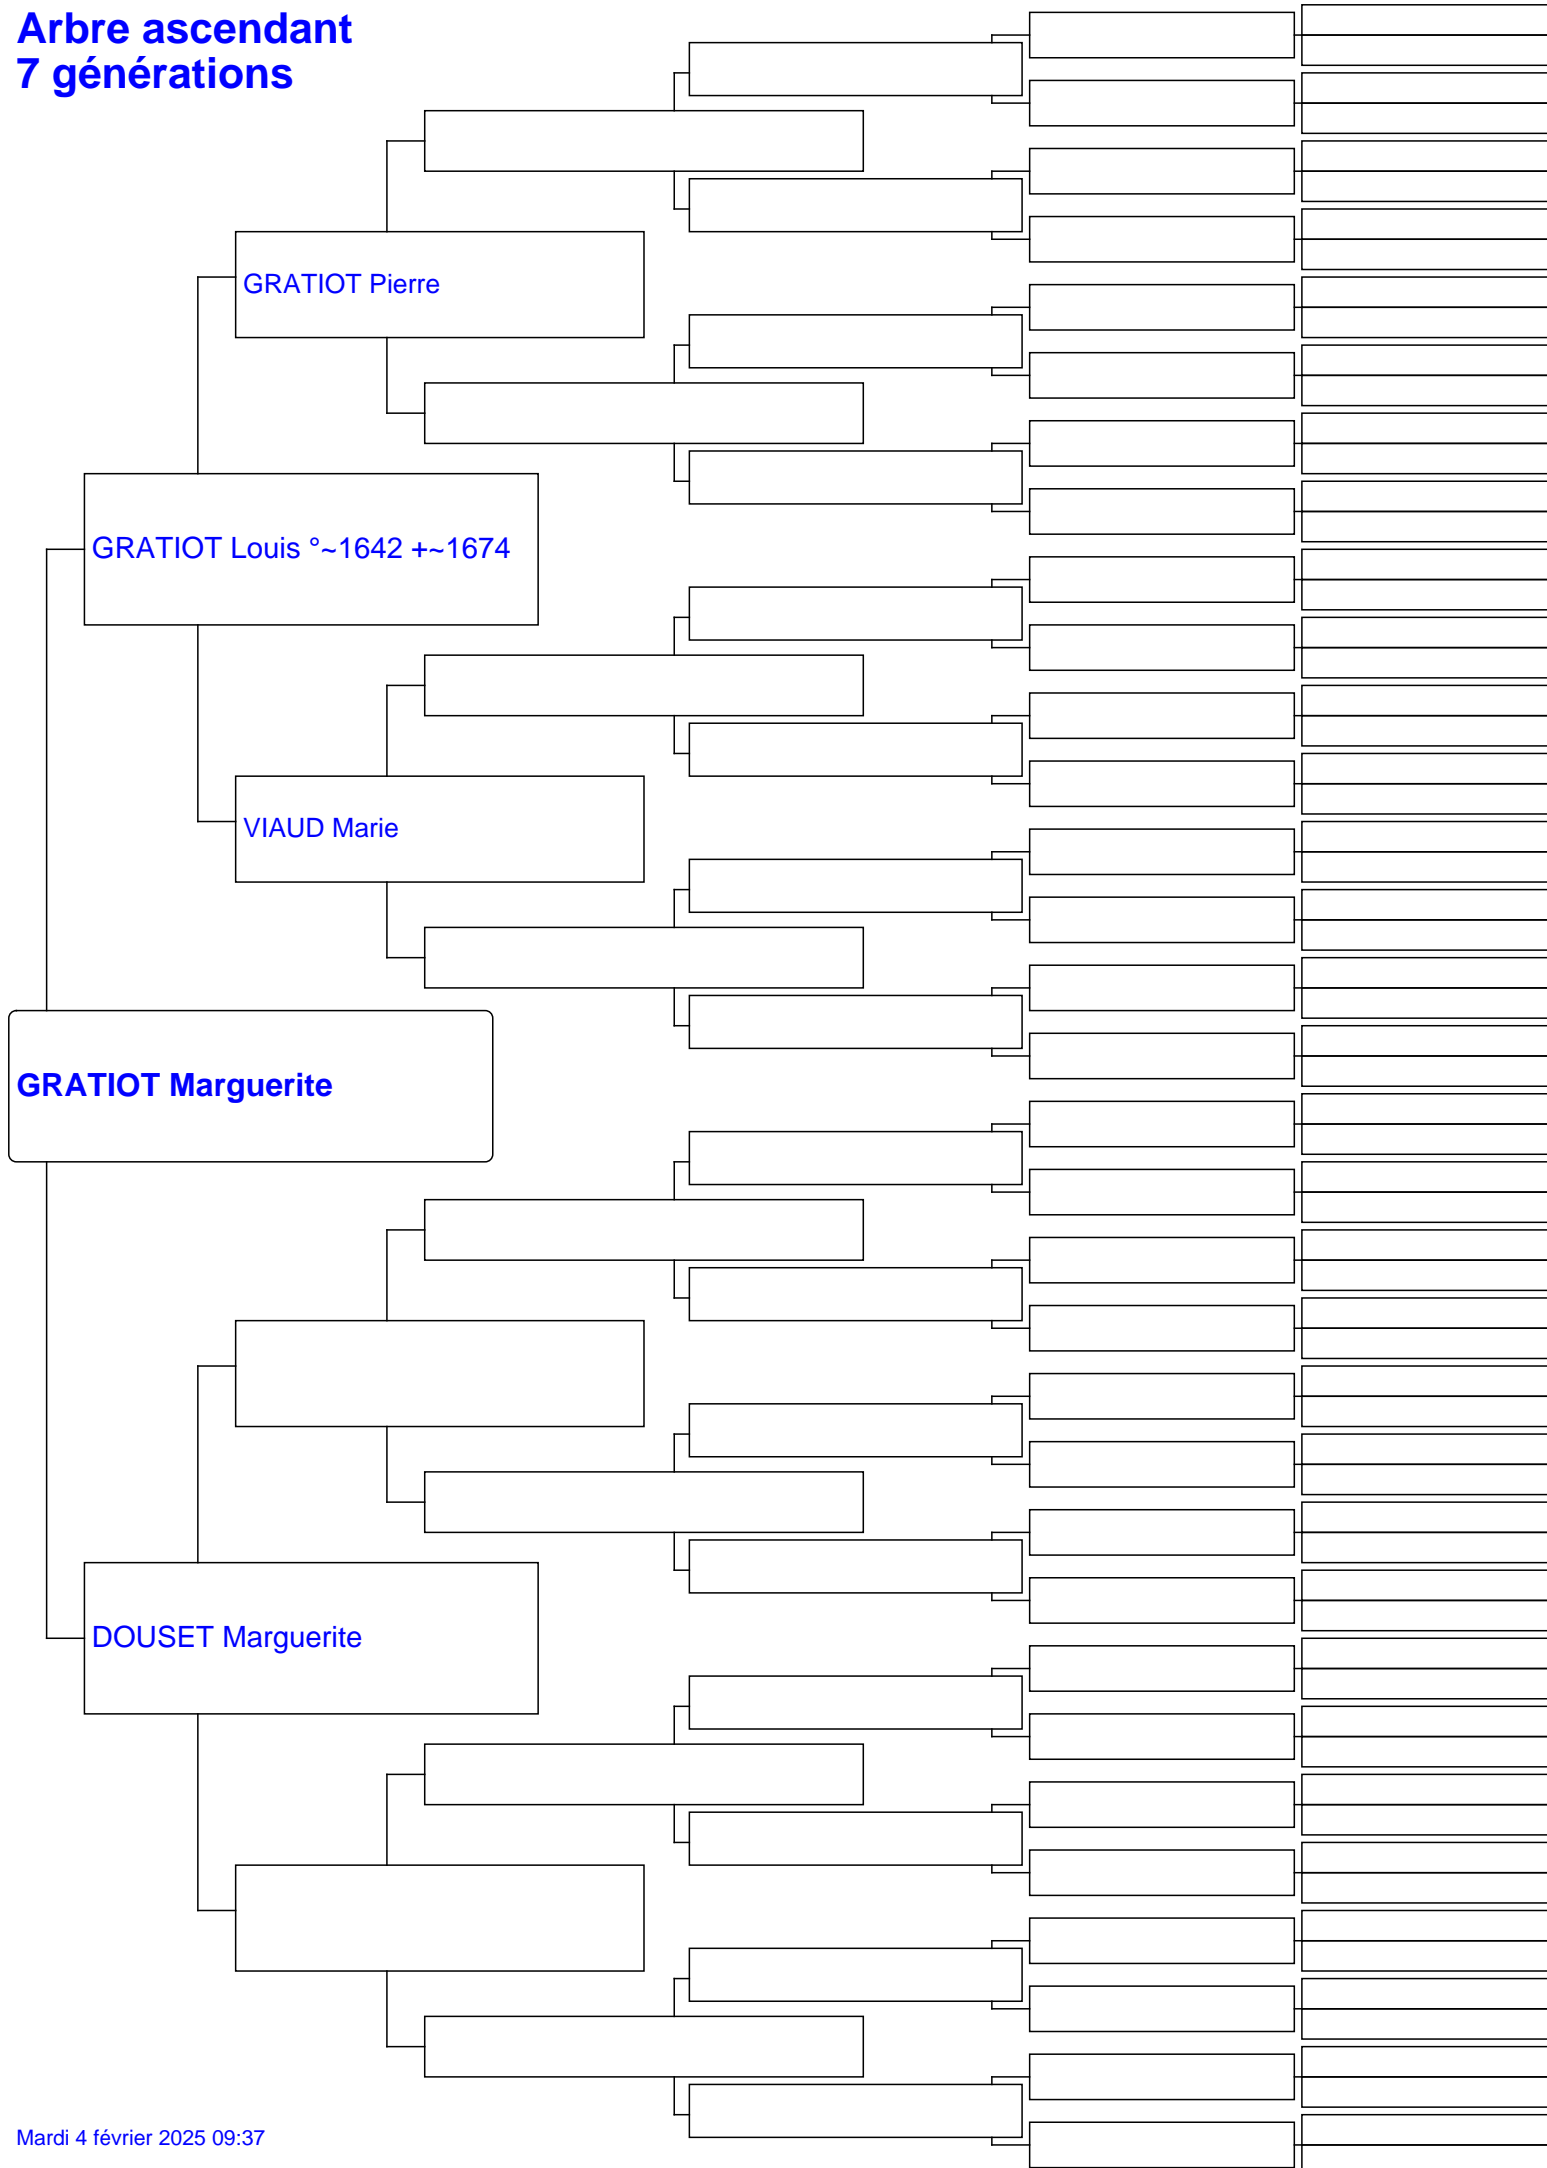 Arbre ascendant
7 générations
GRATIOT Pierre
GRATIOT Louis °~1642 +~1674
VIAUD Marie
GRATIOT Marguerite
DOUSET Marguerite
Mardi 4 février 2025 09:37